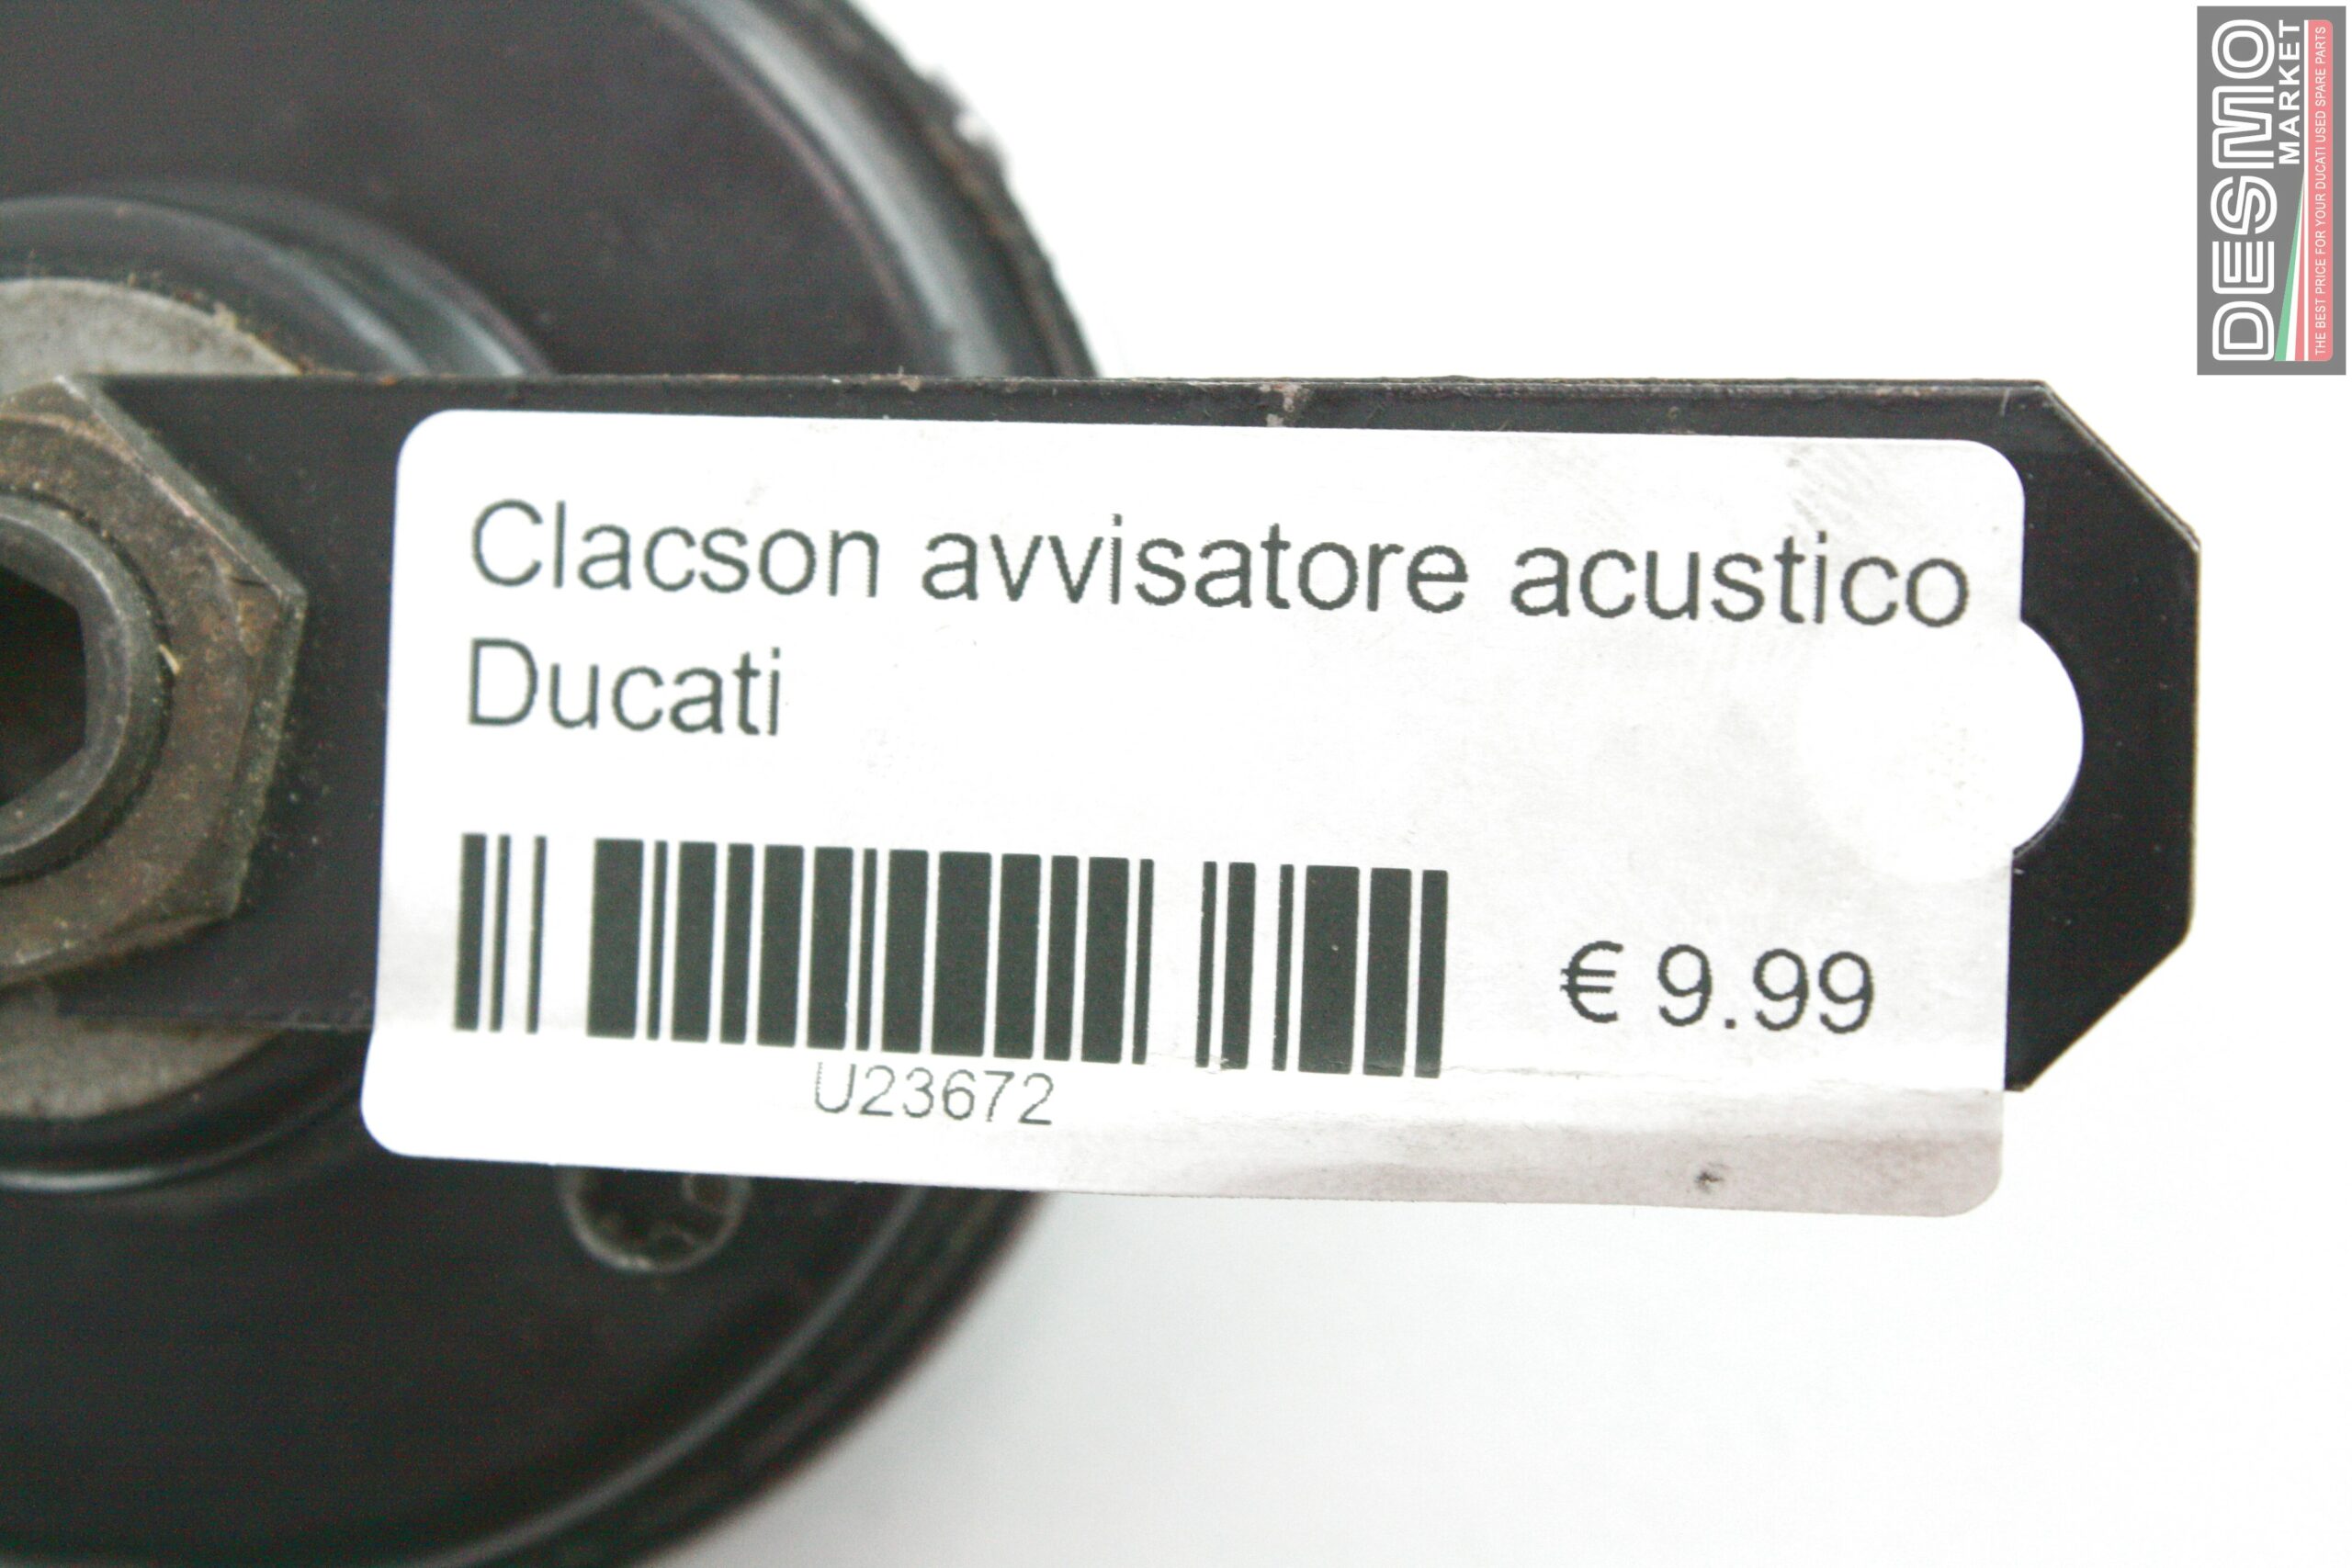 Clacson avvisatore acustico
Ducati
€ 9.99
U23672
DESMO
MARKET
THE BEST PRICE FOR YOUR DUCATI USED SPARE PARTS